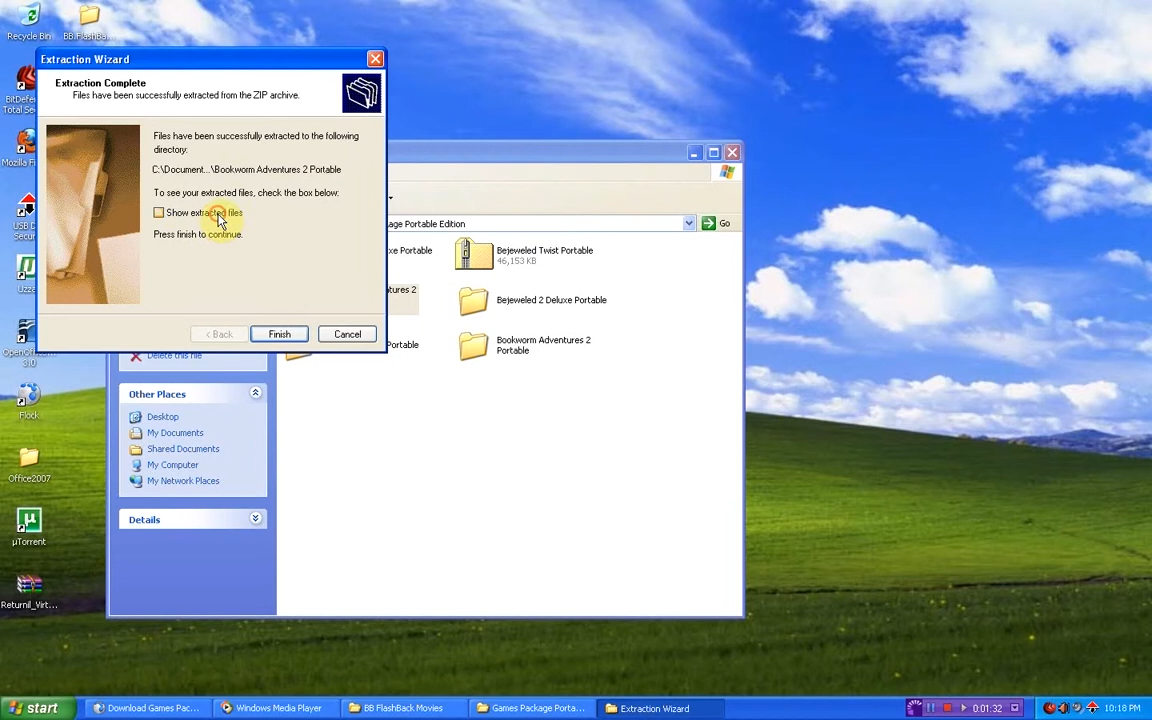 Recycle Bin
BB.FlashBa...
Extraction Wizard
Extraction Complete
Files have been successfully extracted from the ZIP archive.
Files have been successfully extracted to the following
directory:
C:\Document...\Bookworm Adventures 2 Portable
To see your extracted files, check the box below:
Show extracted files
Press finish to continue.
< Back
Finish
Cancel
BitDefen
Total Sec
Mozilla Fi
USB D
Secur
OpenOffi
3.0
Flock
Office2007
µTorrent
Returnil_Virt...
kage Portable Edition
Go
xe Portable
Bejeweled Twist Portable
46,153 KB
tures 2
Bejeweled 2 Deluxe Portable
Portable
Bookworm Adventures 2
Portable
Delete this file
Other Places
Desktop
My Documents
Shared Documents
My Computer
My Network Places
Details
start
Download Games Pac...
Windows Media Player
BB FlashBack Movies
Games Package Porta...
Extraction Wizard
0:01:32
10:18 PM